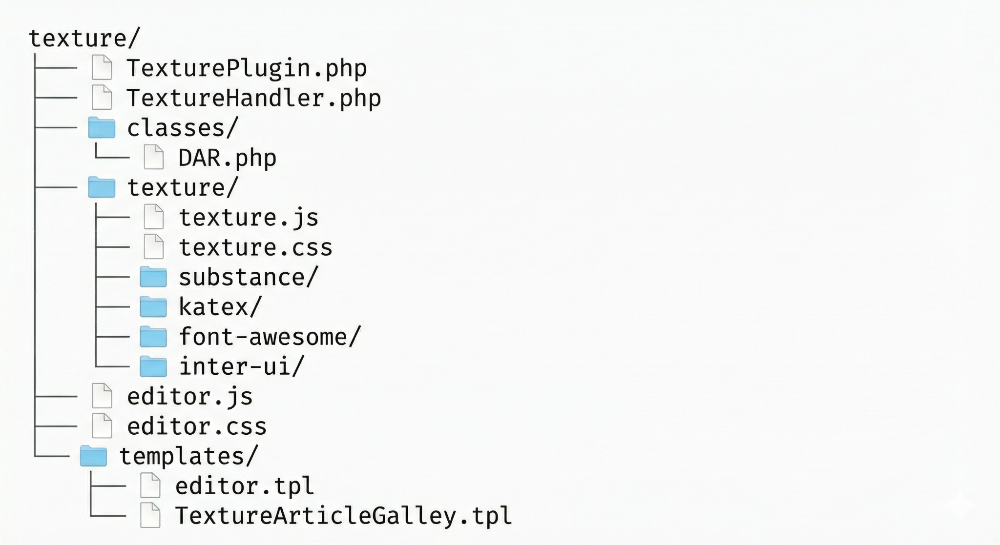 texture/
TexturePlugin.php
TextureHandler.php
classes/
DAR.php
texture/
texture.js
texture.css
substance/
katex/
font-awesome/
inter-ui/
editor.js
editor.css
templates/
editor.tpl
TextureArticleGalley.tpl